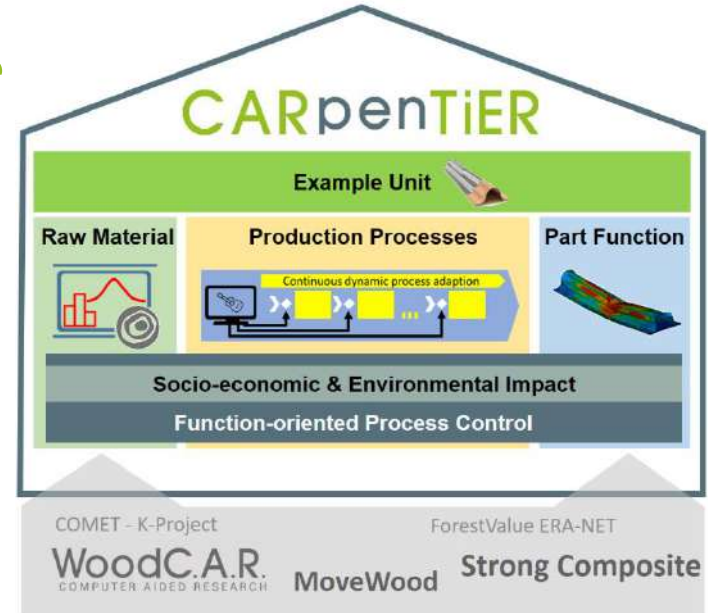 CARpenTiER
Example Unit
Raw Material
Production Processes
Part Function
Continuous dynamic process adaption
...
Socio-economic & Environmental Impact
Function-oriented Process Control
COMET - K-Project
ForestValue ERA-NET
WoodC.A.R.
COMPUTER AIDED RESEARCH
MoveWood
Strong Composite